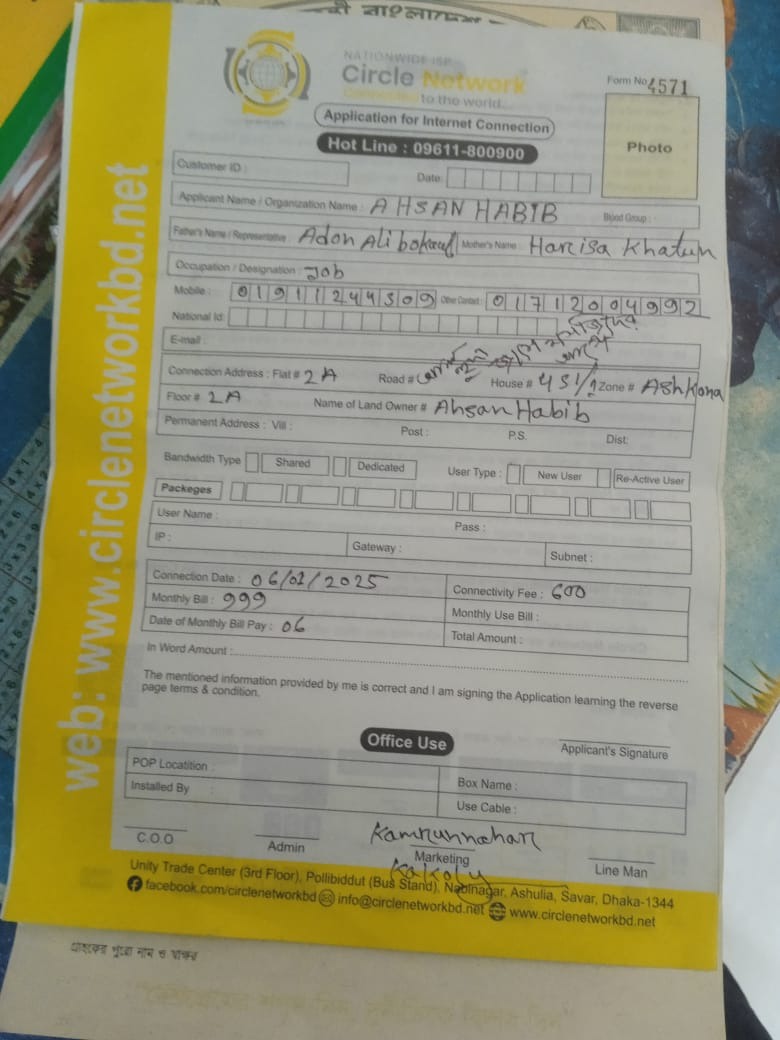 NATIONWIDE ISP
Circle Network
Connected to the world
Form No 4571
Application for Internet Connection
Hot Line : 09611-800900
Photo
Customer ID :
Date
Applicant Name / Organization Name : AHSAN HABIB Blood Group :
Father's Name / Representative : Adon Ali Mother's Name : Harisa Khatun
Occupation / Designation : Job
Mobile : 01911244309 Other Contact : 01712004992
National Id:
E-mail :
Connection Address : Flat # 2A Road # House # Zone # Ashkona
Floor # 2A Name of Land Owner # Ahsan Habib
Permanent Address : Vill : Post : P.S. Dist:
Bandwidth Type Shared Dedicated User Type : New User Re-Active User
Packeges
User Name : Pass :
IP : Gateway : Subnet :
Connection Date : 06/02/2025 Connectivity Fee : 600
Monthly Bill : 999 Monthly Use Bill :
Date of Monthly Bill Pay : 06 Total Amount :
In Word Amount :
The mentioned information provided by me is correct and I am signing the Application learning the reverse
page terms & condition.
Office Use
Applicant's Signature
POP Locatition : Box Name :
Installed By : Use Cable :
Kamrunnahar
C.O.O Admin Marketing Line Man
Kakoly
Unity Trade Center (3rd Floor), Pollibiddut (Bus Stand), Nabinagar, Ashulia, Savar, Dhaka-1344
facebook.com/circlenetworkbd info@circlenetworkbd.net www.circlenetworkbd.net
web: www.circlenetworkbd.net
গ্রাহকের পুরো নাম ও স্বাক্ষর